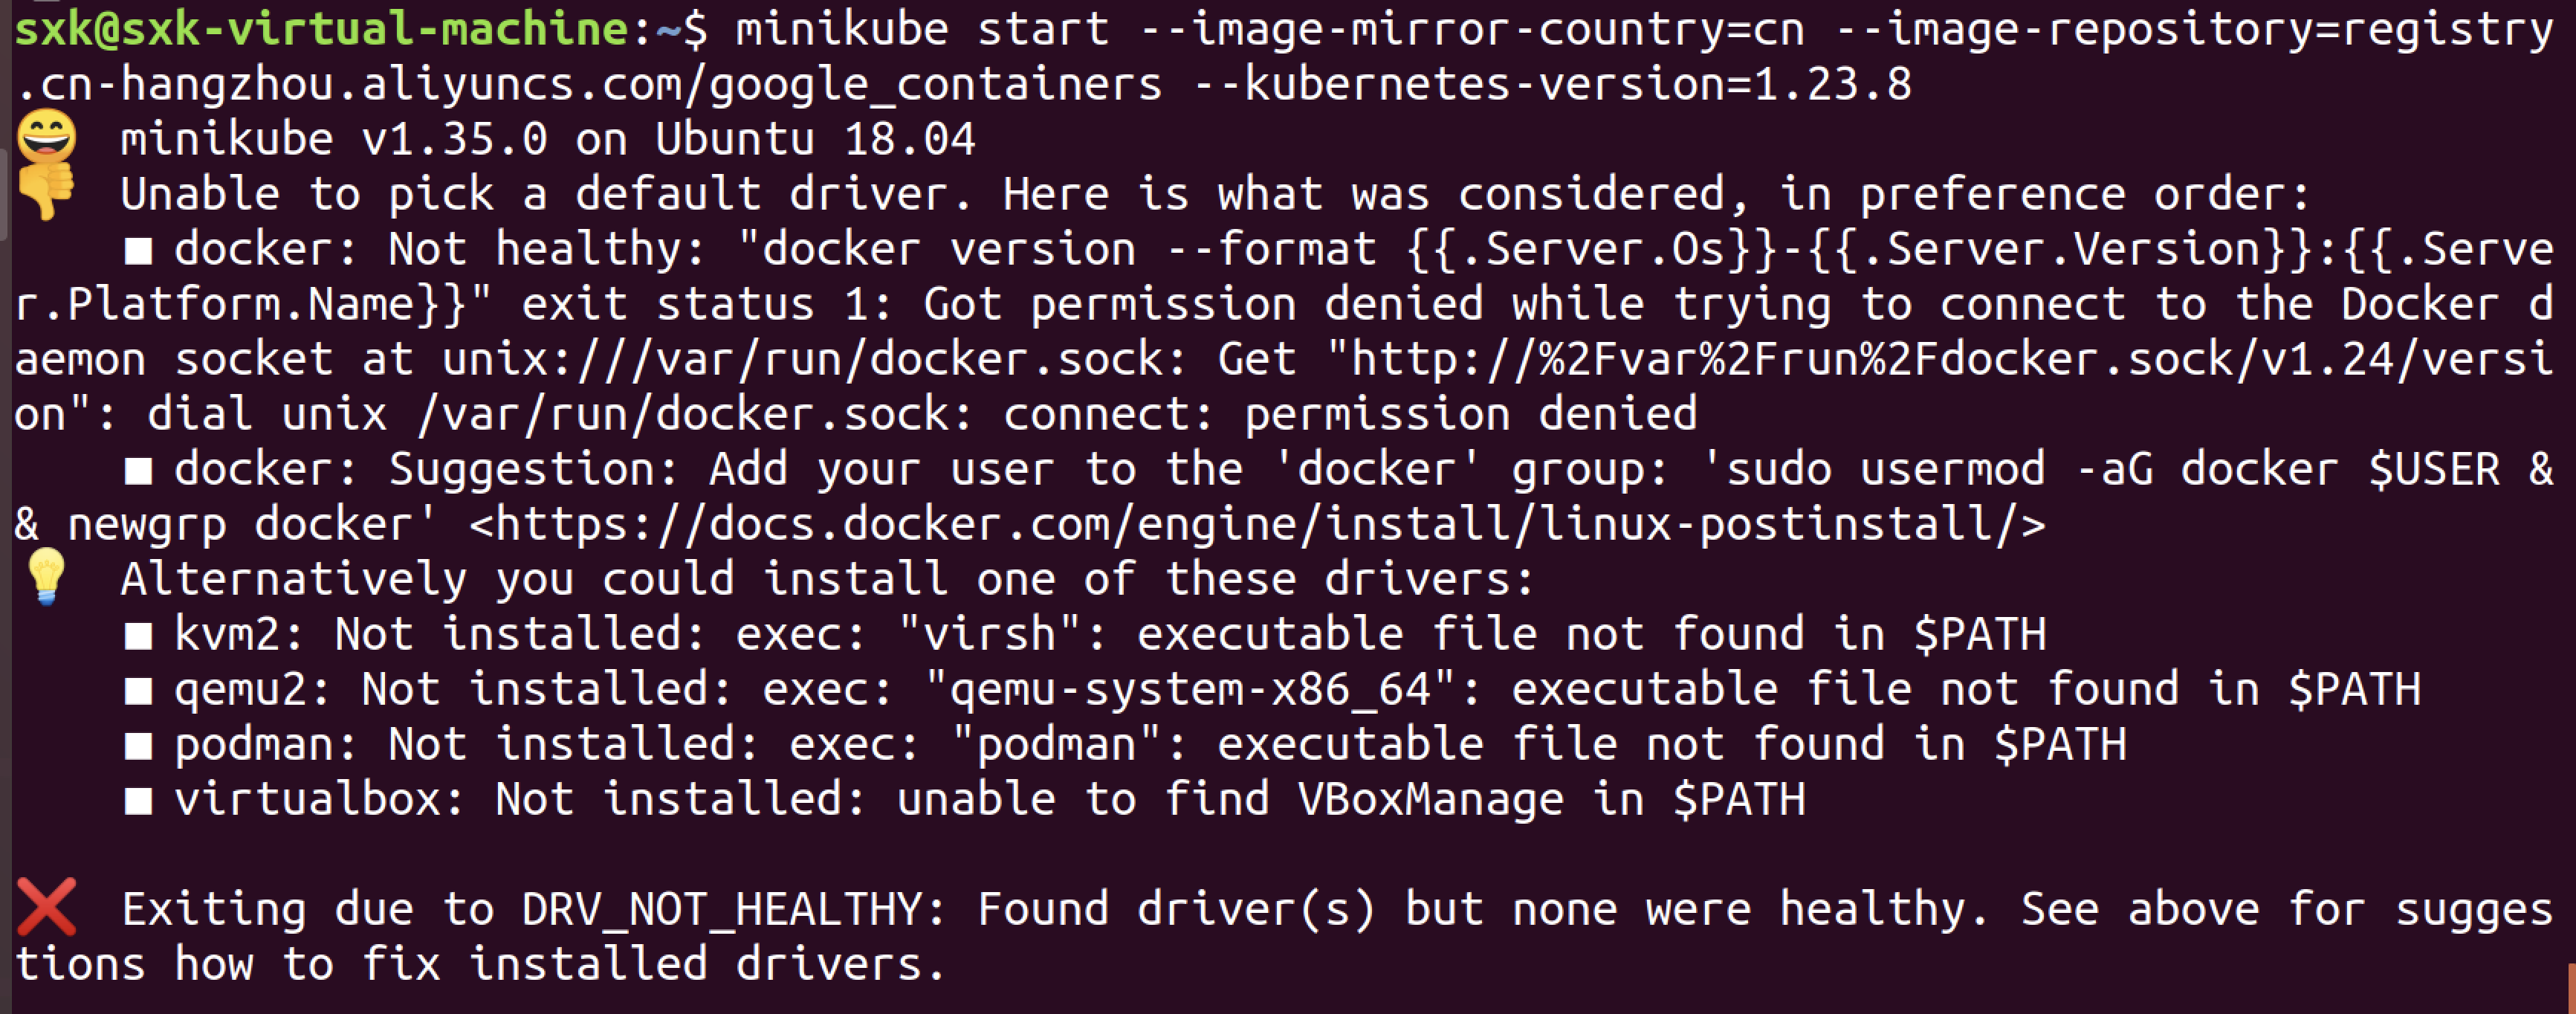 sxk@sxk-virtual-machine:~$ minikube start --image-mirror-country=cn --image-repository=registry
.cn-hangzhou.aliyuncs.com/google_containers --kubernetes-version=1.23.8
😄 minikube v1.35.0 on Ubuntu 18.04
👎 Unable to pick a default driver. Here is what was considered, in preference order:
■ docker: Not healthy: "docker version --format {{.Server.Os}}-{{.Server.Version}}:{{.Serve
r.Platform.Name}}" exit status 1: Got permission denied while trying to connect to the Docker d
aemon socket at unix:///var/run/docker.sock: Get "http://%2Fvar%2Frun%2Fdocker.sock/v1.24/versi
on": dial unix /var/run/docker.sock: connect: permission denied
■ docker: Suggestion: Add your user to the 'docker' group: 'sudo usermod -aG docker $USER &
& newgrp docker' <https://docs.docker.com/engine/install/linux-postinstall/>
💡 Alternatively you could install one of these drivers:
■ kvm2: Not installed: exec: "virsh": executable file not found in $PATH
■ qemu2: Not installed: exec: "qemu-system-x86_64": executable file not found in $PATH
■ podman: Not installed: exec: "podman": executable file not found in $PATH
■ virtualbox: Not installed: unable to find VBoxManage in $PATH
❌ Exiting due to DRV_NOT_HEALTHY: Found driver(s) but none were healthy. See above for sugges
tions how to fix installed drivers.